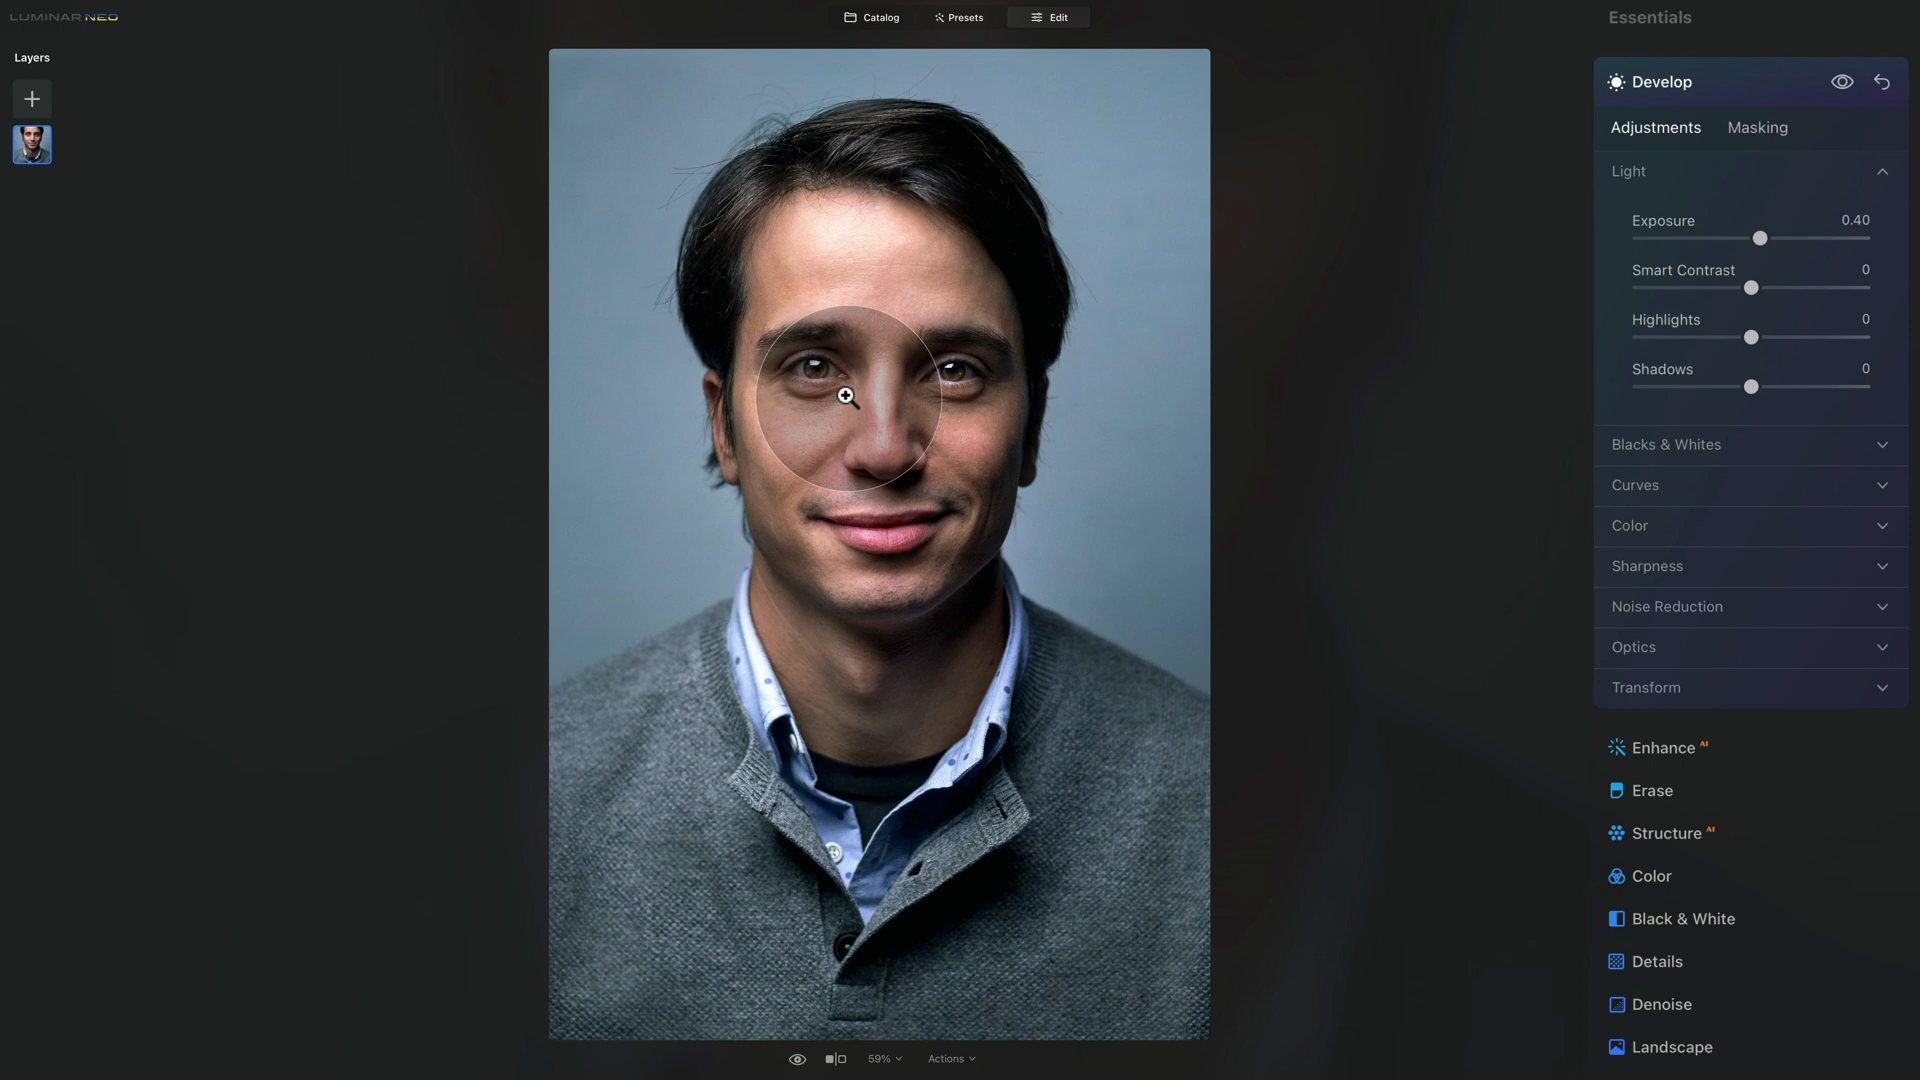 LUMINAR NEO
Catalog
Presets
Edit
Essentials
Layers
Develop
Adjustments
Masking
Light
Exposure 0.40
Smart Contrast 0
Highlights 0
Shadows 0
Blacks & Whites
Curves
Color
Sharpness
Noise Reduction
Optics
Transform
Enhance AI
Erase
Structure AI
Color
Black & White
Details
Denoise
Landscape
59%
Actions